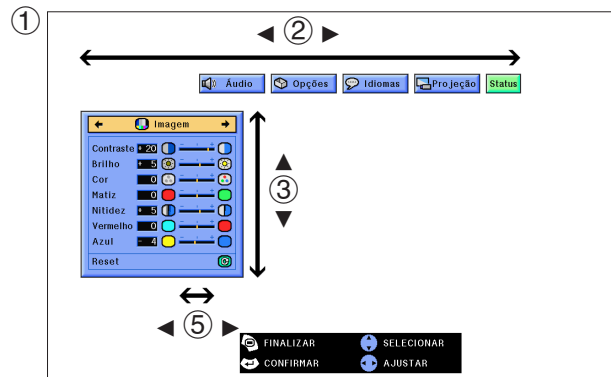 ①
◀ ② ▶
Áudio Opções Idiomas Projeção Status
Imagem
Contraste + 20
Brilho + 5
Cor 0
Matiz 0
Nitidez + 5
Vermelho 0
Azul - 4
Reset
▲
③
▼
◀ ⑤ ▶
FINALIZAR SELECIONAR
CONFIRMAR AJUSTAR